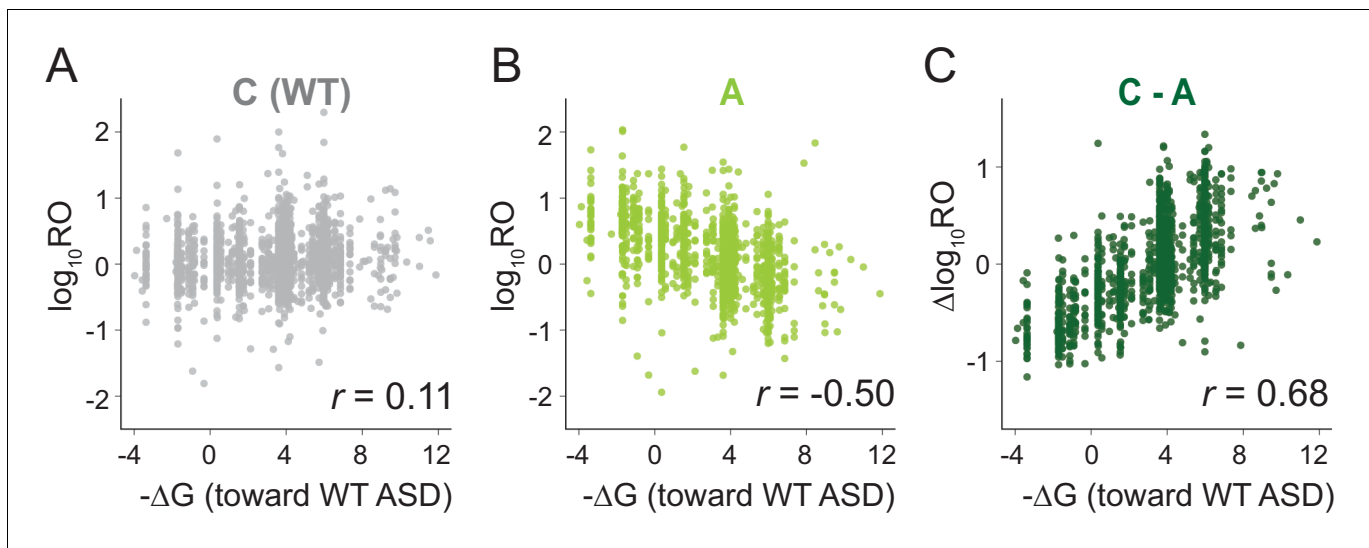 A
C (WT)
log10RO
2
1
0
-1
-2
r = 0.11
-4
0
4
8
12
-ΔG (toward WT ASD)
B
A
log10RO
2
1
0
-1
-2
r = -0.50
-4
0
4
8
12
-ΔG (toward WT ASD)
C
C - A
Δlog10RO
1
0
-1
r = 0.68
-4
0
4
8
12
-ΔG (toward WT ASD)